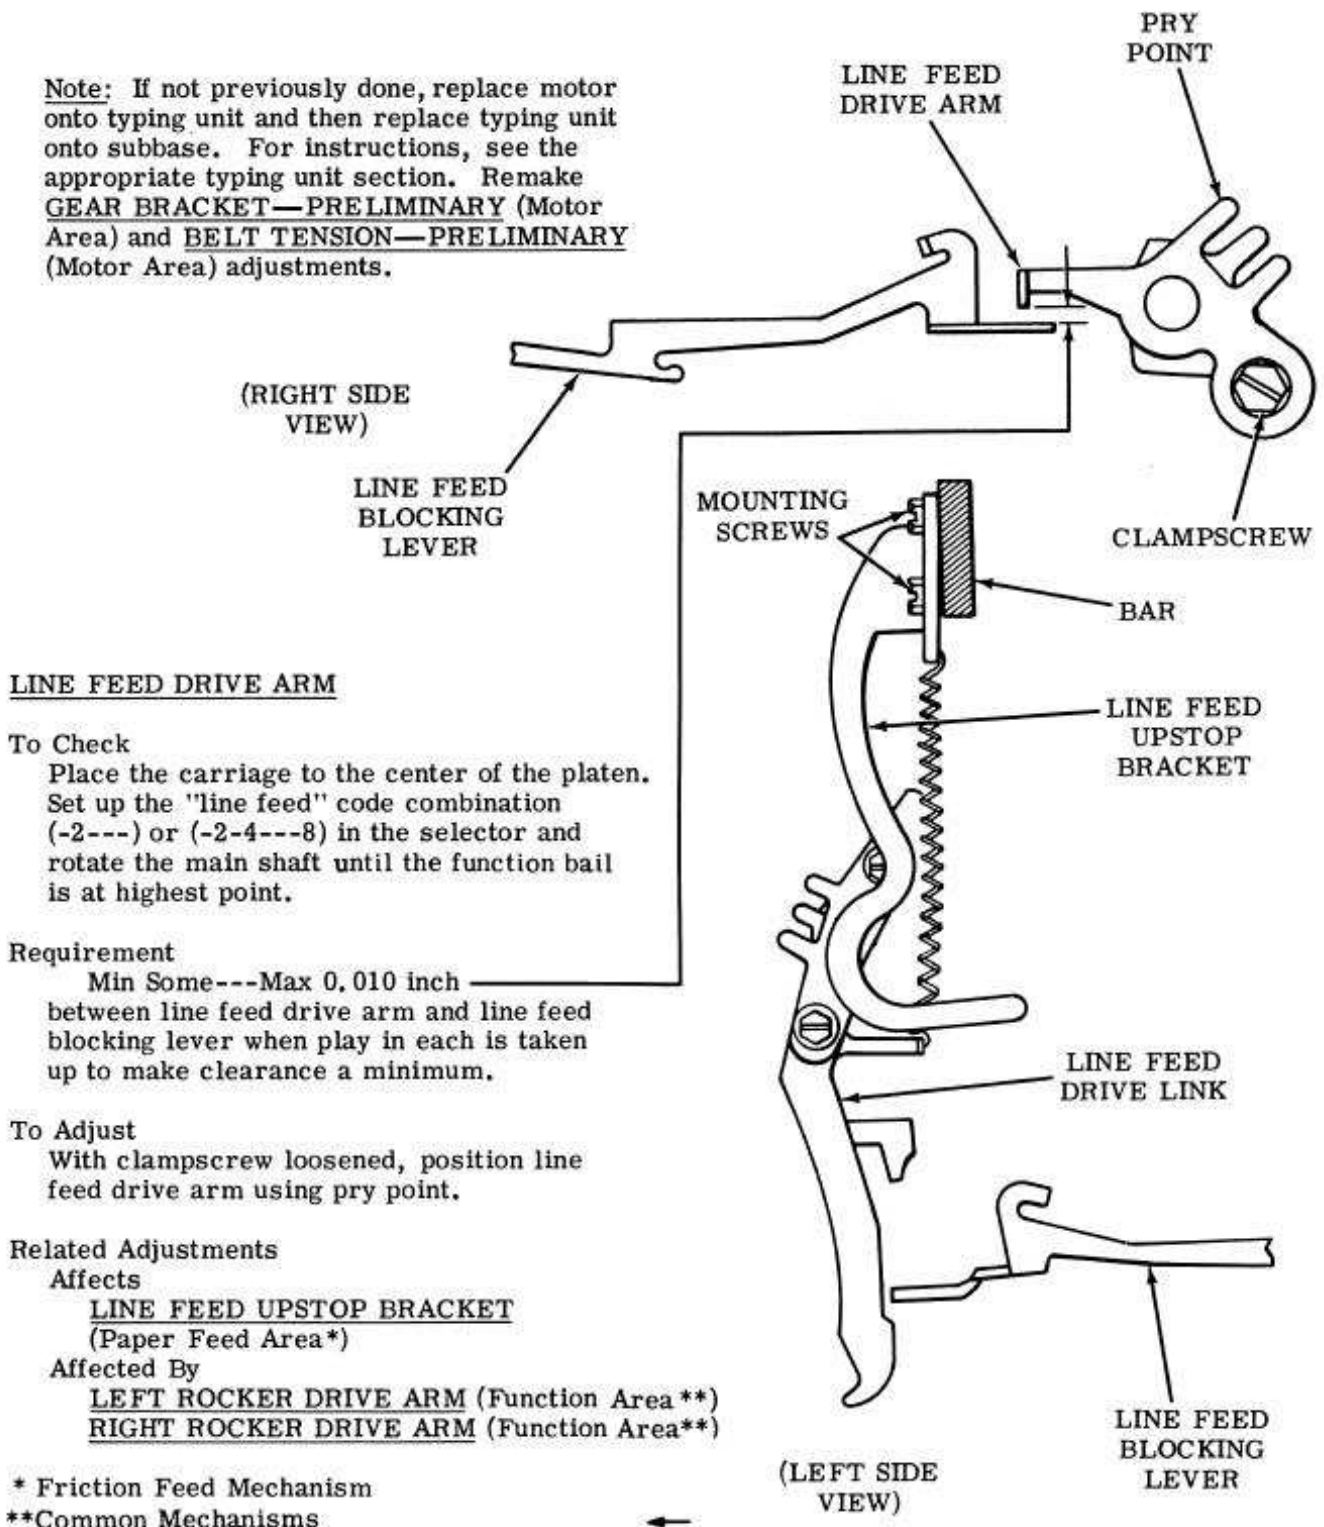 PRY
POINT
LINE FEED
DRIVE ARM
Note: If not previously done, replace motor
onto typing unit and then replace typing unit
onto subbase. For instructions, see the
appropriate typing unit section. Remake
GEAR BRACKET—PRELIMINARY (Motor
Area) and BELT TENSION—PRELIMINARY
(Motor Area) adjustments.
(RIGHT SIDE
VIEW)
LINE FEED
BLOCKING
LEVER
MOUNTING
SCREWS
CLAMPSCREW
BAR
LINE FEED
UPSTOP
BRACKET
LINE FEED DRIVE ARM
To Check
Place the carriage to the center of the platen.
Set up the "line feed" code combination
(-2---) or (-2-4---8) in the selector and
rotate the main shaft until the function bail
is at highest point.
Requirement
Min Some---Max 0.010 inch
between line feed drive arm and line feed
blocking lever when play in each is taken
up to make clearance a minimum.
LINE FEED
DRIVE LINK
To Adjust
With clampscrew loosened, position line
feed drive arm using pry point.
Related Adjustments
Affects
LINE FEED UPSTOP BRACKET
(Paper Feed Area*)
Affected By
LEFT ROCKER DRIVE ARM (Function Area**)
RIGHT ROCKER DRIVE ARM (Function Area**)
LINE FEED
BLOCKING
LEVER
(LEFT SIDE
VIEW)
* Friction Feed Mechanism
**Common Mechanisms